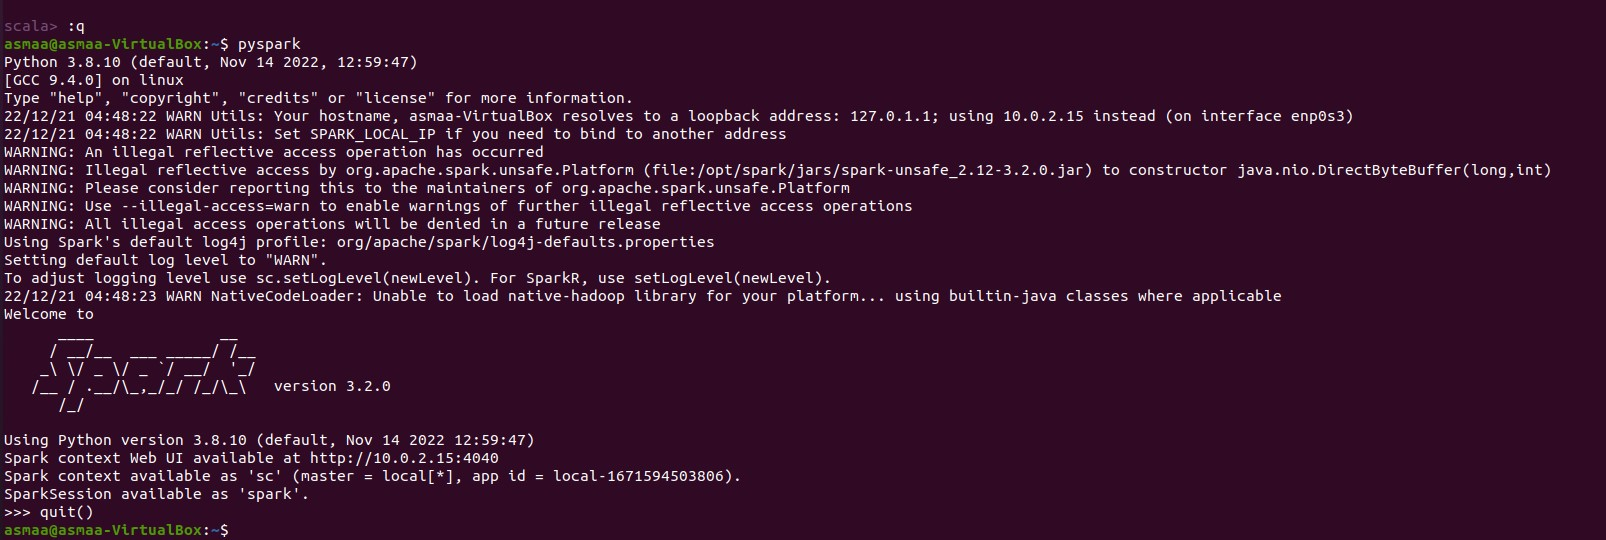 scala> :q
asmaa@asmaa-VirtualBox:~$ pyspark
Python 3.8.10 (default, Nov 14 2022, 12:59:47)
[GCC 9.4.0] on linux
Type "help", "copyright", "credits" or "license" for more information.
22/12/21 04:48:22 WARN Utils: Your hostname, asmaa-VirtualBox resolves to a loopback address: 127.0.1.1; using 10.0.2.15 instead (on interface enp0s3)
22/12/21 04:48:22 WARN Utils: Set SPARK_LOCAL_IP if you need to bind to another address
WARNING: An illegal reflective access operation has occurred
WARNING: Illegal reflective access by org.apache.spark.unsafe.Platform (file:/opt/spark/jars/spark-unsafe_2.12-3.2.0.jar) to constructor java.nio.DirectByteBuffer(long,int)
WARNING: Please consider reporting this to the maintainers of org.apache.spark.unsafe.Platform
WARNING: Use --illegal-access=warn to enable warnings of further illegal reflective access operations
WARNING: All illegal access operations will be denied in a future release
Using Spark's default log4j profile: org/apache/spark/log4j-defaults.properties
Setting default log level to "WARN".
To adjust logging level use sc.setLogLevel(newLevel). For SparkR, use setLogLevel(newLevel).
22/12/21 04:48:23 WARN NativeCodeLoader: Unable to load native-hadoop library for your platform... using builtin-java classes where applicable
Welcome to
      ____              __
     / __/__  ___ _____/ /__
    _\ \/ _ \/ _ `/ __/  '_/
   /__ / .__/\_,_/_/ /_/\_\   version 3.2.0
      /_/
Using Python version 3.8.10 (default, Nov 14 2022 12:59:47)
Spark context Web UI available at http://10.0.2.15:4040
Spark context available as 'sc' (master = local[*], app id = local-1671594503806).
SparkSession available as 'spark'.
>>> quit()
asmaa@asmaa-VirtualBox:~$